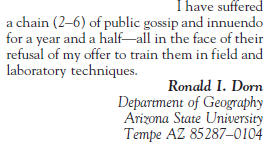 I have suffered
a chain (2–6) of public gossip and innuendo
for a year and a half—all in the face of their
refusal of my offer to train them in field and
laboratory techniques.
Ronald I. Dorn
Department of Geography
Arizona State University
Tempe AZ 85287–0104